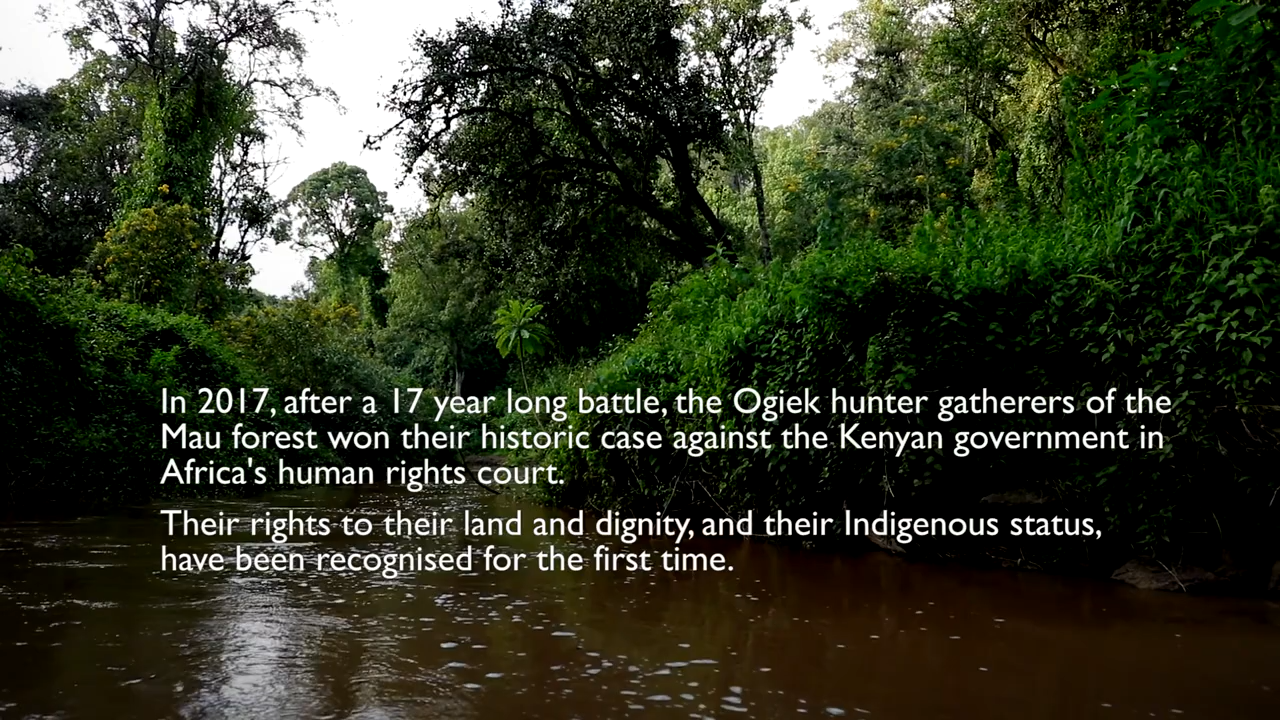 In 2017, after a 17 year long battle, the Ogiek hunter gatherers of the
Mau forest won their historic case against the Kenyan government in
Africa's human rights court.
Their rights to their land and dignity, and their Indigenous status,
have been recognised for the first time.